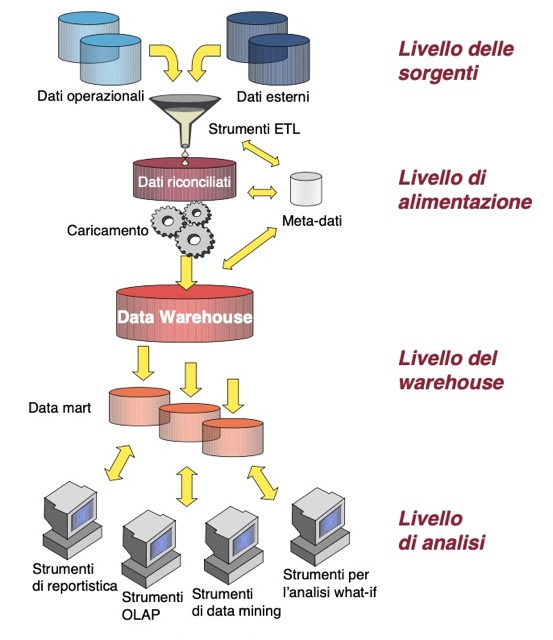 Livello delle
sorgenti
Dati operazionali
Dati esterni
Strumenti ETL
Dati riconciliati
Livello di
alimentazione
Meta-dati
Caricamento
Data Warehouse
Livello del
warehouse
Data mart
Livello
di analisi
Strumenti
di reportistica
Strumenti
OLAP
Strumenti
di data mining
Strumenti per
l'analisi what-if